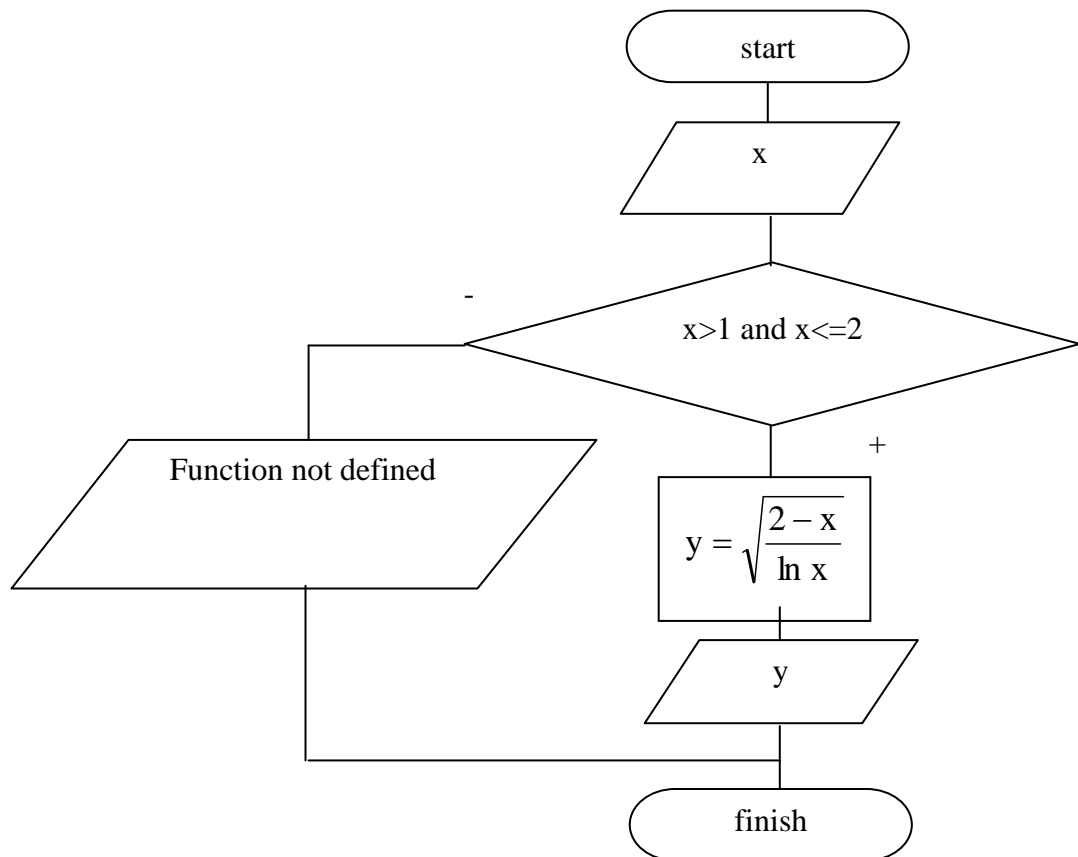 start
x
-
x>1 and x<=2
+
Function not defined
y = √((2 − x)/(ln x))
y
finish